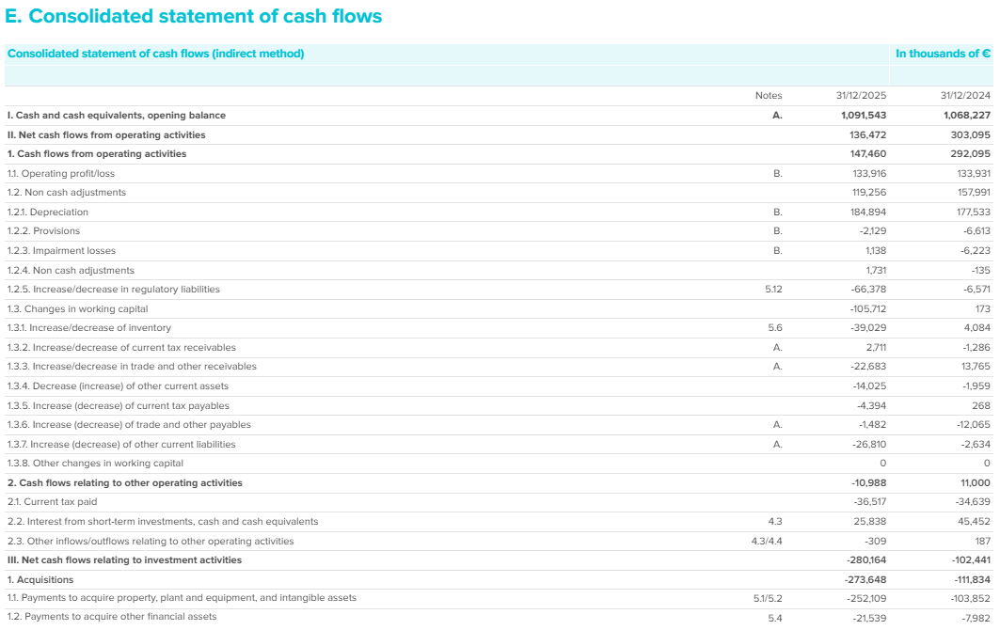 E. Consolidated statement of cash flows
Consolidated statement of cash flows (indirect method) In thousands of €
Notes 31/12/2025 31/12/2024
I. Cash and cash equivalents, opening balance A. 1,091,543 1,068,227
II. Net cash flows from operating activities 136,472 303,095
1. Cash flows from operating activities 147,460 292,095
1.1. Operating profit/loss B. 133,916 133,931
1.2. Non cash adjustments 119,256 157,991
1.2.1. Depreciation B. 184,894 177,533
1.2.2. Provisions B. -2,129 -6,613
1.2.3. Impairment losses B. 1,138 -6,223
1.2.4. Non cash adjustments 1,731 -135
1.2.5. Increase/decrease in regulatory liabilities 5.12 -66,378 -6,571
1.3. Changes in working capital -105,712 173
1.3.1. Increase/decrease of inventory 5.6 -39,029 4,084
1.3.2. Increase/decrease of current tax receivables A. 2,711 -1,286
1.3.3. Increase/decrease in trade and other receivables A. -22,683 13,765
1.3.4. Decrease (increase) of other current assets -14,025 -1,959
1.3.5. Increase (decrease) of current tax payables -4,394 268
1.3.6. Increase (decrease) of trade and other payables A. -1,482 -12,065
1.3.7. Increase (decrease) of other current liabilities A. -26,810 -2,634
1.3.8. Other changes in working capital 0 0
2. Cash flows relating to other operating activities -10,988 11,000
2.1. Current tax paid -36,517 -34,639
2.2. Interest from short-term investments, cash and cash equivalents 4.3 25,838 45,452
2.3. Other inflows/outflows relating to other operating activities 4.3/4.4 -309 187
III. Net cash flows relating to investment activities -280,164 -102,441
1. Acquisitions -273,648 -111,834
1.1. Payments to acquire property, plant and equipment, and intangible assets 5.1/5.2 -252,109 -103,852
1.2. Payments to acquire other financial assets 5.4 -21,539 -7,982